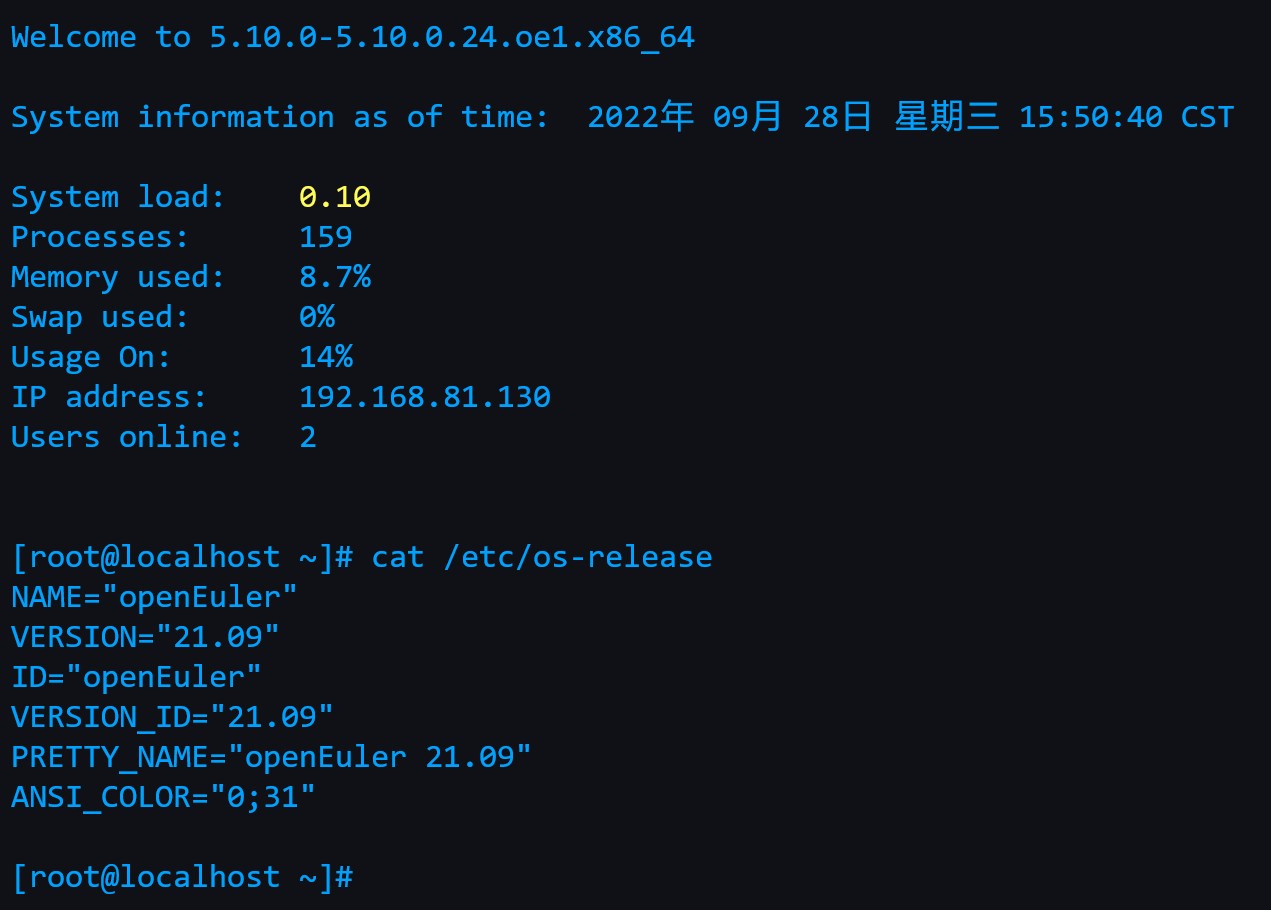 Welcome to 5.10.0-5.10.0.24.oe1.x86_64
System information as of time:  2022年 09月 28日 星期三 15:50:40 CST
System load:    0.10
Processes:      159
Memory used:    8.7%
Swap used:      0%
Usage On:       14%
IP address:     192.168.81.130
Users online:   2
[root@localhost ~]# cat /etc/os-release
NAME="openEuler"
VERSION="21.09"
ID="openEuler"
VERSION_ID="21.09"
PRETTY_NAME="openEuler 21.09"
ANSI_COLOR="0;31"
[root@localhost ~]#